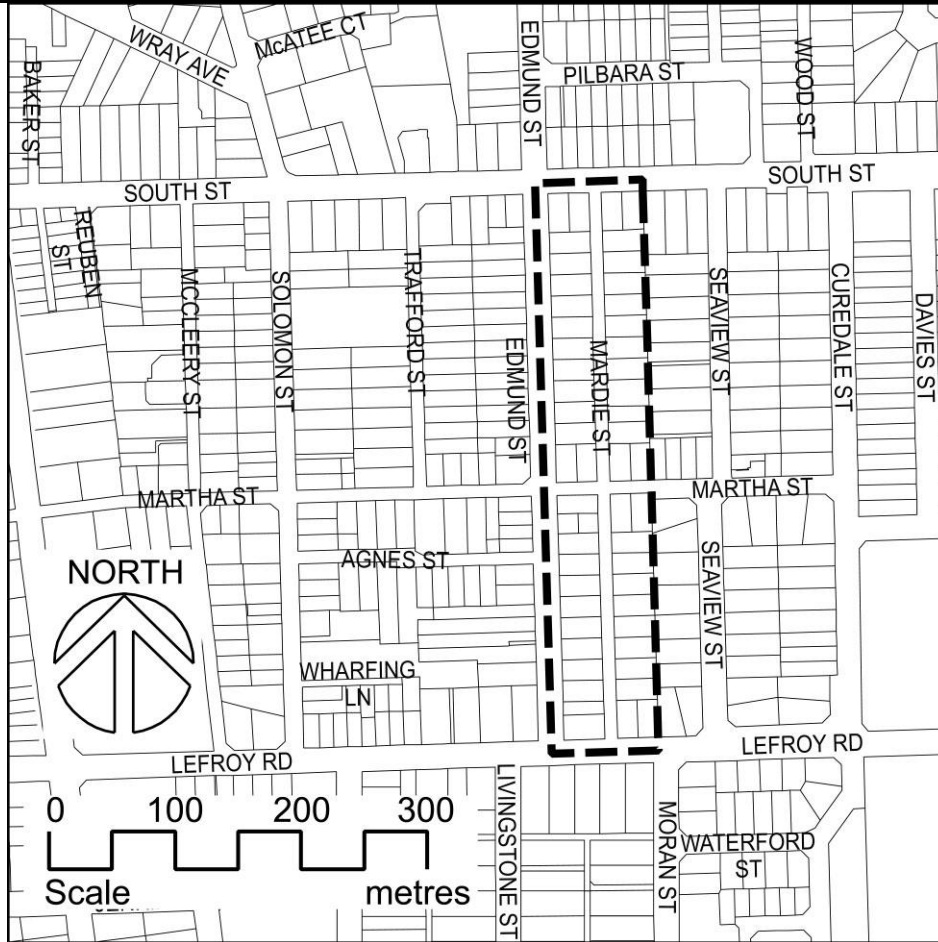 WRAY AVE
McATEE CT
EDMUND ST
PILBARA ST
WOOD ST
BAKER ST
SOUTH ST
SOUTH ST
REUBEN
ST
MCCLEERY ST
SOLOMON ST
TRAFFORD ST
EDMUND ST
MARDIE ST
SEAVIEW ST
CUREDALE ST
DAVIES ST
MARTHA ST
MARTHA ST
AGNES ST
SEAVIEW ST
NORTH
WHARFING
LN
LEFROY RD
LEFROY RD
LIVINGSTONE ST
MORAN ST
WATERFORD
ST
0 100 200 300
Scale metres